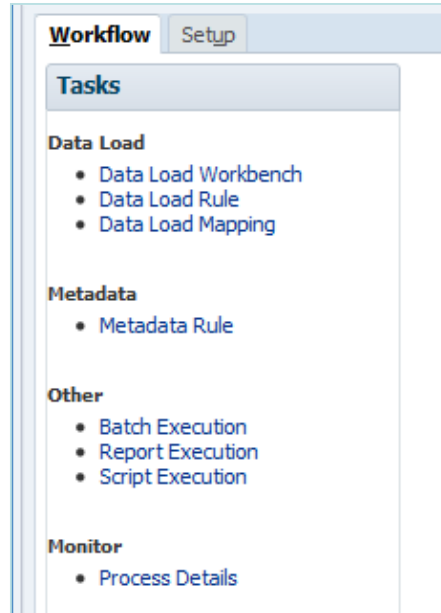 Workflow Setup
Tasks
Data Load
• Data Load Workbench
• Data Load Rule
• Data Load Mapping
Metadata
• Metadata Rule
Other
• Batch Execution
• Report Execution
• Script Execution
Monitor
• Process Details